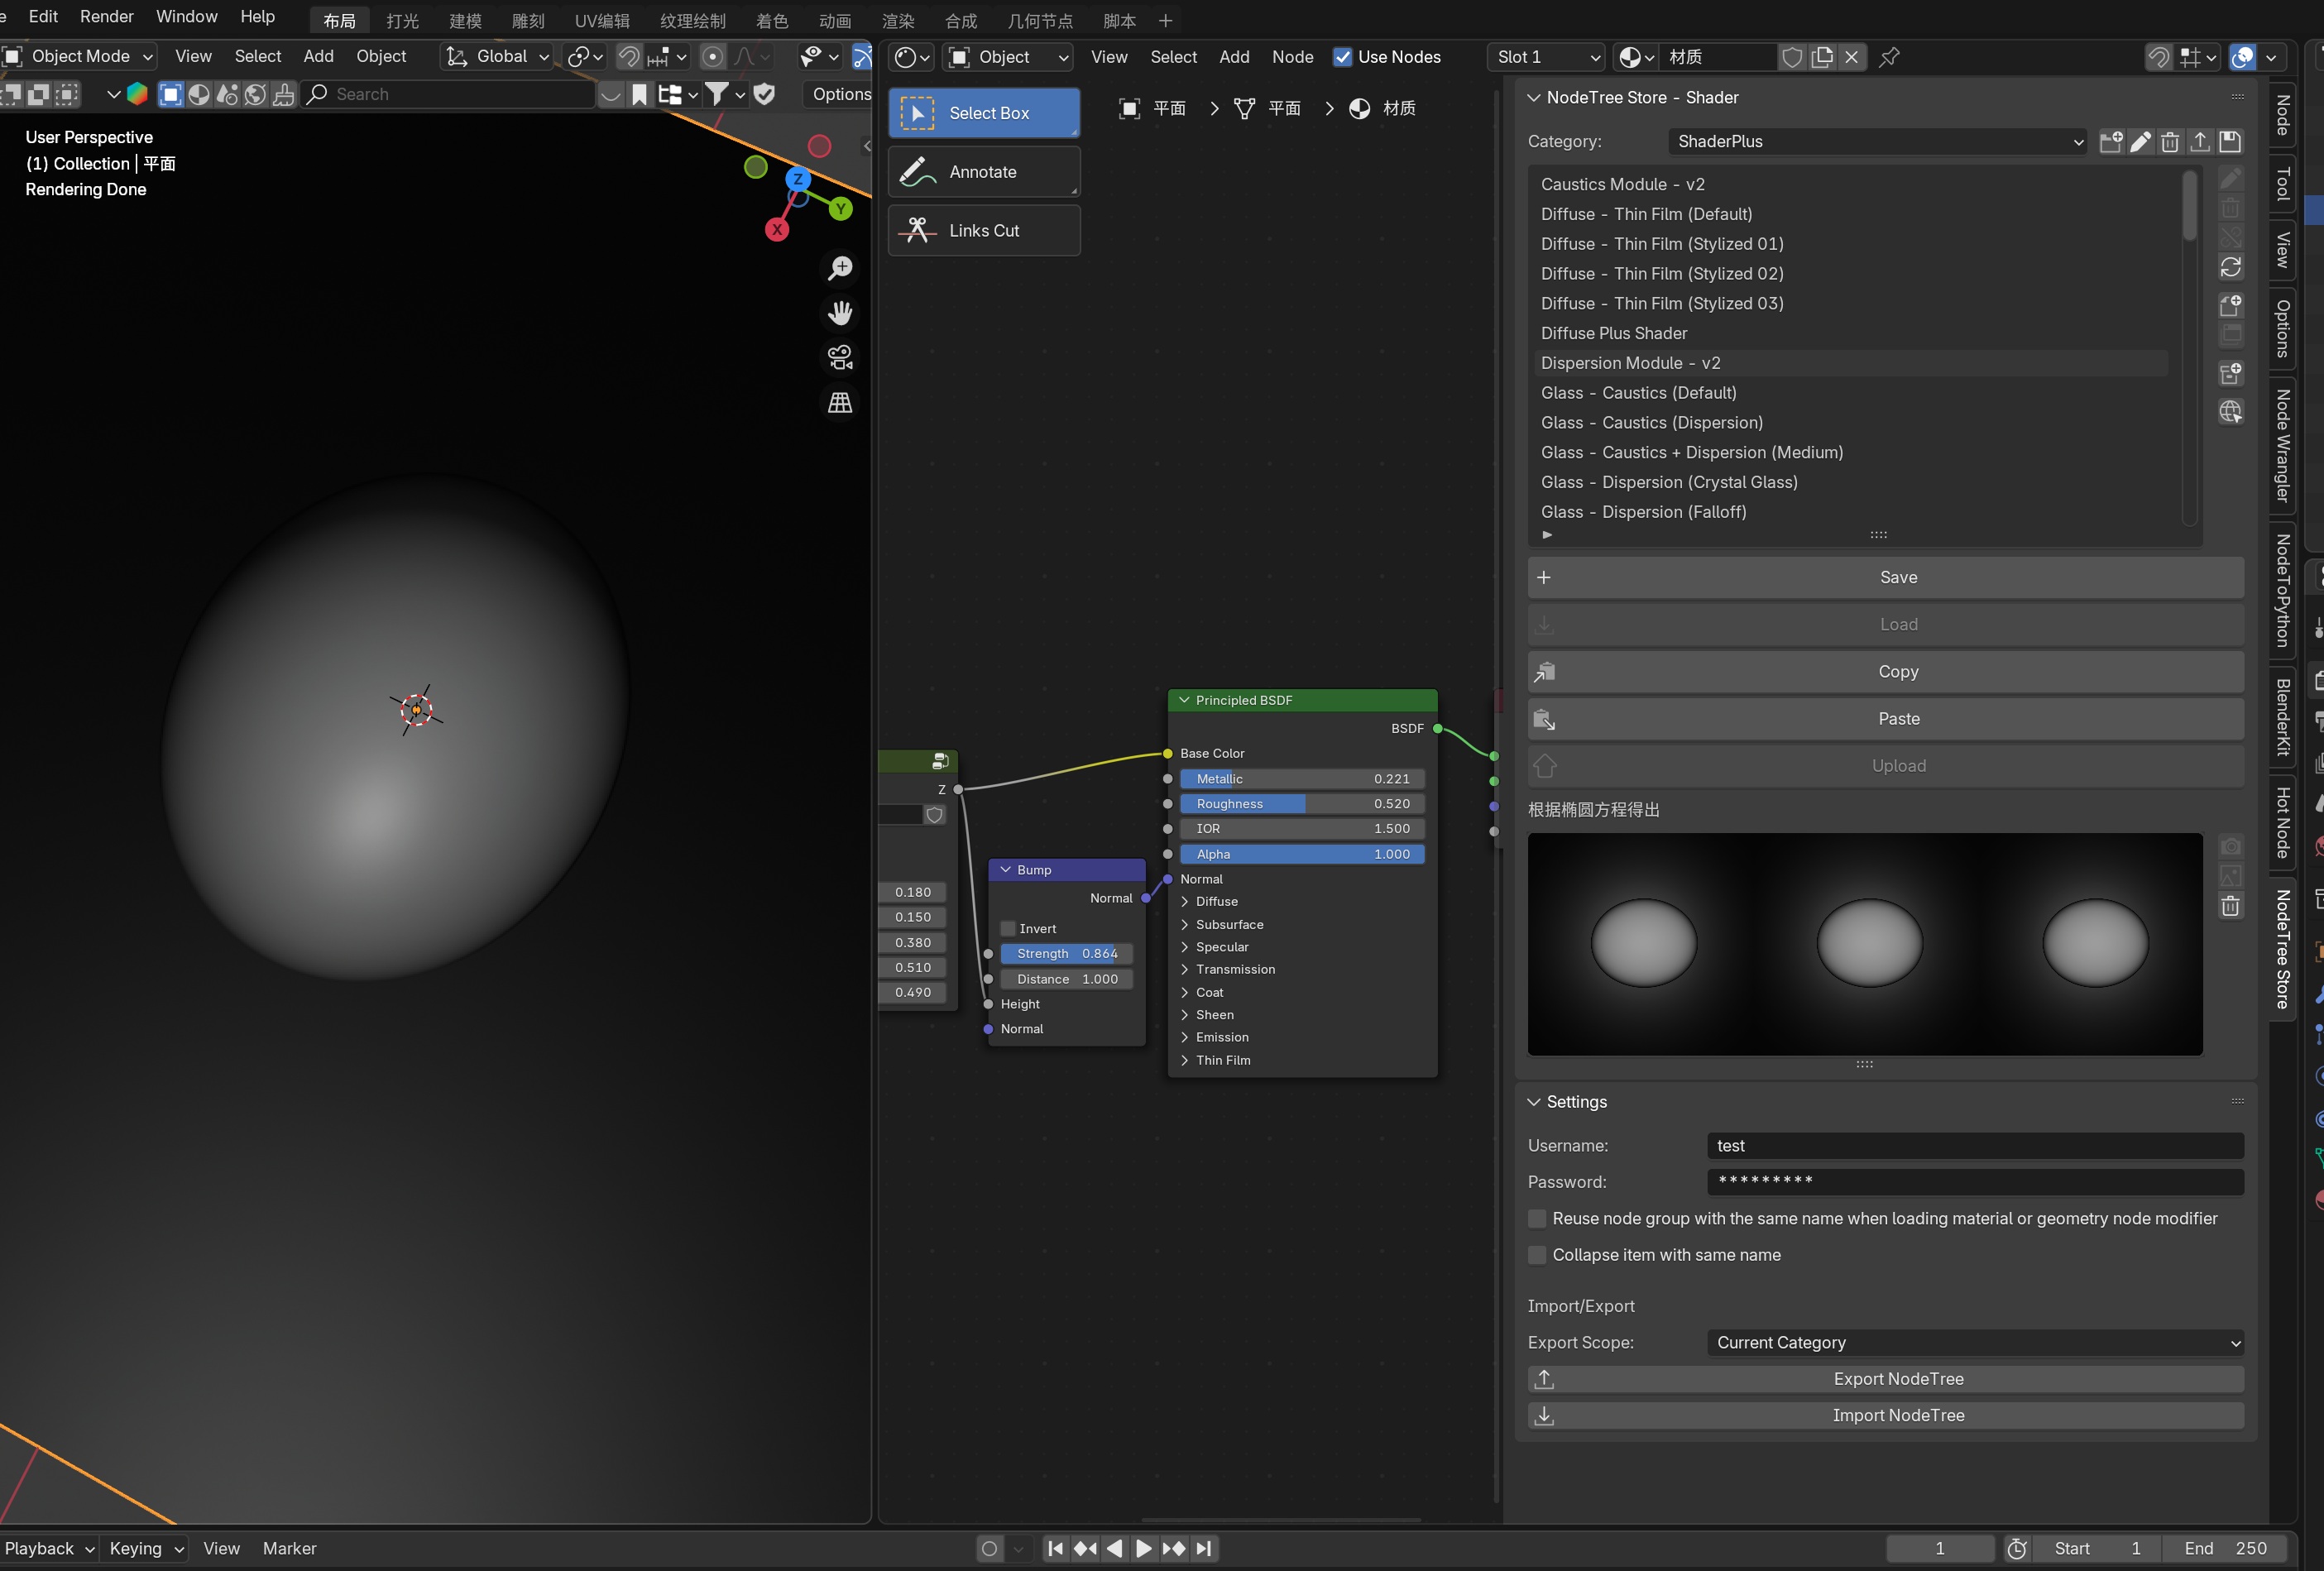 Edit Render Window Help 布局 打光 建模 雕刻 UV编辑 纹理绘制 着色 动画 渲染 合成 几何节点 脚本
Object Mode View Select Add Object Global
Search Options
User Perspective
(1) Collection | 平面
Rendering Done
Z
Y
X
Object View Select Add Node Use Nodes Slot 1 材质
Select Box
Annotate
Links Cut
平面 平面 材质
Z
0.180
0.150
0.380
0.510
0.490
Bump
Normal
Invert
Strength 0.864
Distance 1.000
Height
Normal
Principled BSDF
BSDF
Base Color
Metallic 0.221
Roughness 0.520
IOR 1.500
Alpha 1.000
Normal
Diffuse
Subsurface
Specular
Transmission
Coat
Sheen
Emission
Thin Film
NodeTree Store - Shader
Category: ShaderPlus
Caustics Module - v2
Diffuse - Thin Film (Default)
Diffuse - Thin Film (Stylized 01)
Diffuse - Thin Film (Stylized 02)
Diffuse - Thin Film (Stylized 03)
Diffuse Plus Shader
Dispersion Module - v2
Glass - Caustics (Default)
Glass - Caustics (Dispersion)
Glass - Caustics + Dispersion (Medium)
Glass - Dispersion (Crystal Glass)
Glass - Dispersion (Falloff)
Save
Load
Copy
Paste
Upload
根据椭圆方程得出
Settings
Username: test
Password: *********
Reuse node group with the same name when loading material or geometry node modifier
Collapse item with same name
Import/Export
Export Scope: Current Category
Export NodeTree
Import NodeTree
Node
Tool
View
Options
Node Wrangler
NodeToPython
BlenderKit
Hot Node
NodeTree Store
Playback Keying View Marker 1 Start 1 End 250